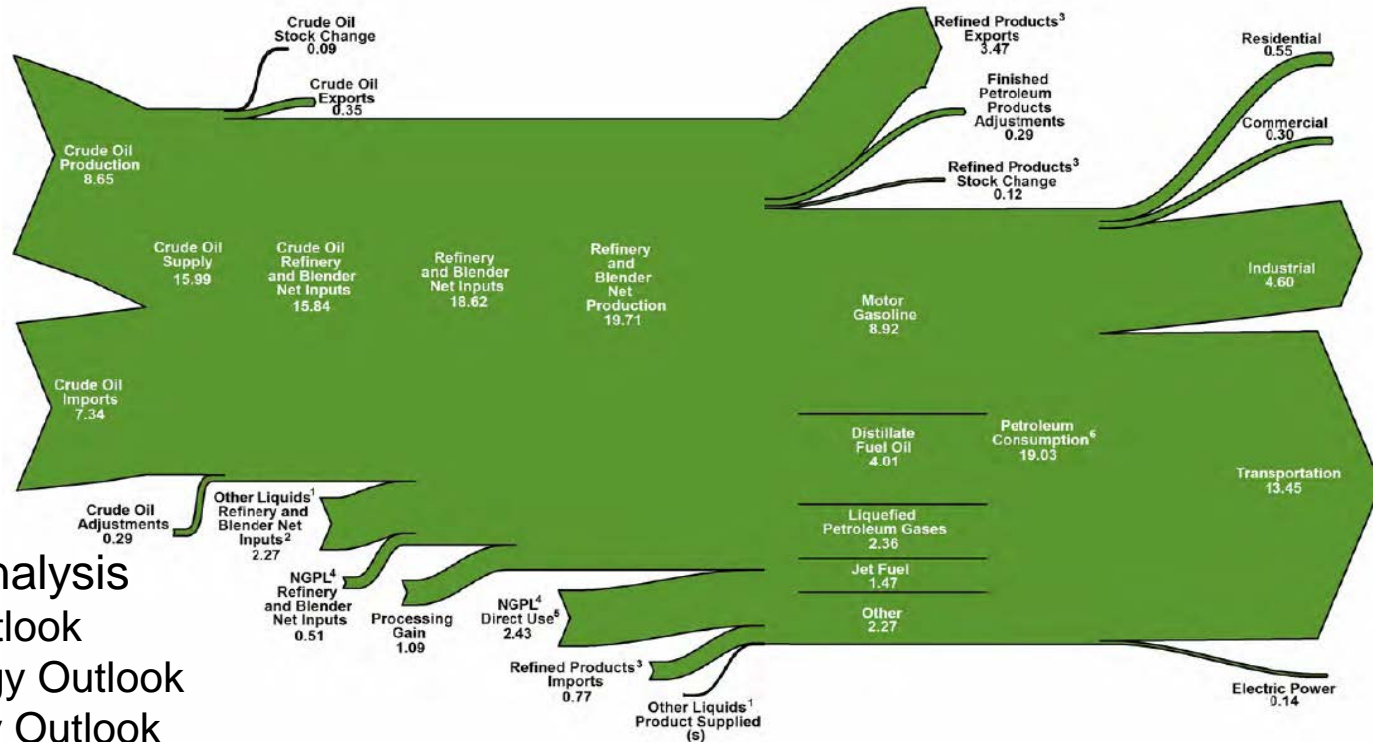 Crude Oil
Stock Change
0.09
Crude Oil
Exports
0.35
Crude Oil
Production
8.65
Crude Oil
Supply
15.99
Crude Oil
Refinery
and Blender
Net Inputs
15.84
Refinery
and Blender
Net Inputs
18.62
Refinery
and
Blender
Net
Production
19.71
Crude Oil
Imports
7.34
Crude Oil
Adjustments
0.29
Other Liquids¹
Refinery and
Blender Net
Inputs²
2.27
NGPL⁴
Refinery
and Blender
Net Inputs
0.51
Processing
Gain
1.09
NGPL⁴
Direct Use⁵
2.43
Refined Products³
Imports
0.77
Other Liquids¹
Product Supplied
(s)
Refined Products³
Exports
3.47
Finished
Petroleum
Products
Adjustments
0.29
Refined Products³
Stock Change
0.12
Motor
Gasoline
8.92
Distillate
Fuel Oil
4.01
Liquefied
Petroleum Gases
2.36
Jet Fuel
1.47
Other
2.27
Petroleum
Consumption⁶
19.03
Residential
0.55
Commercial
0.30
Industrial
4.60
Transportation
13.45
Electric Power
0.14
nalysis
tlook
gy Outlook
y Outlook